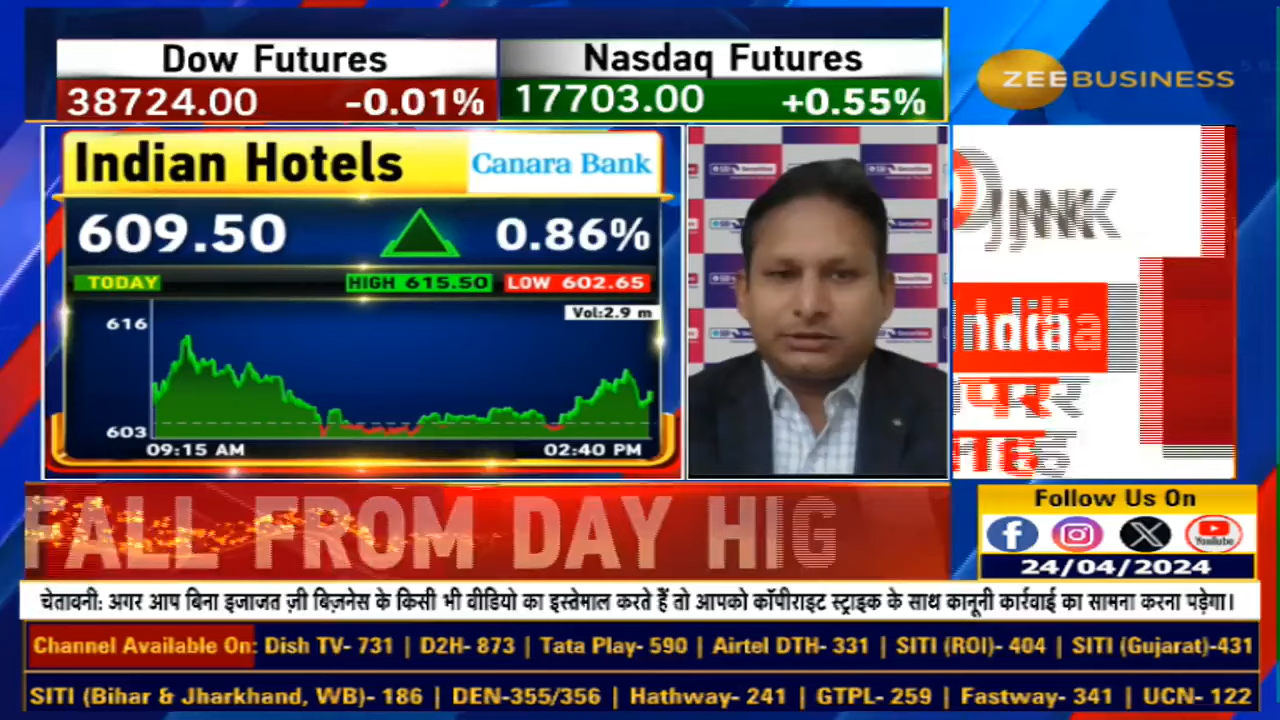 Dow Futures
38724.00 -0.01%
Nasdaq Futures
17703.00 +0.55%
ZEEBUSINESS
Indian Hotels
Canara Bank
609.50 0.86%
TODAY HIGH 615.50 LOW 602.65
Vol:2.9 m
616
603
09:15 AM 02:40 PM
India
पर
FALL FROM DAY HIG
Follow Us On
YouTube
24/04/2024
चेतावनी: अगर आप बिना इजाजत ज़ी बिज़नेस के किसी भी वीडियो का इस्तेमाल करते हैं तो आपको कॉपीराइट स्ट्राइक के साथ कानूनी कार्रवाई का सामना करना पड़ेगा।
Channel Available On: Dish TV- 731 | D2H- 873 | Tata Play- 590 | Airtel DTH- 331 | SITI (ROI)- 404 | SITI (Gujarat)-431
SITI (Bihar & Jharkhand, WB)- 186 | DEN-355/356 | Hathway- 241 | GTPL- 259 | Fastway- 341 | UCN- 122